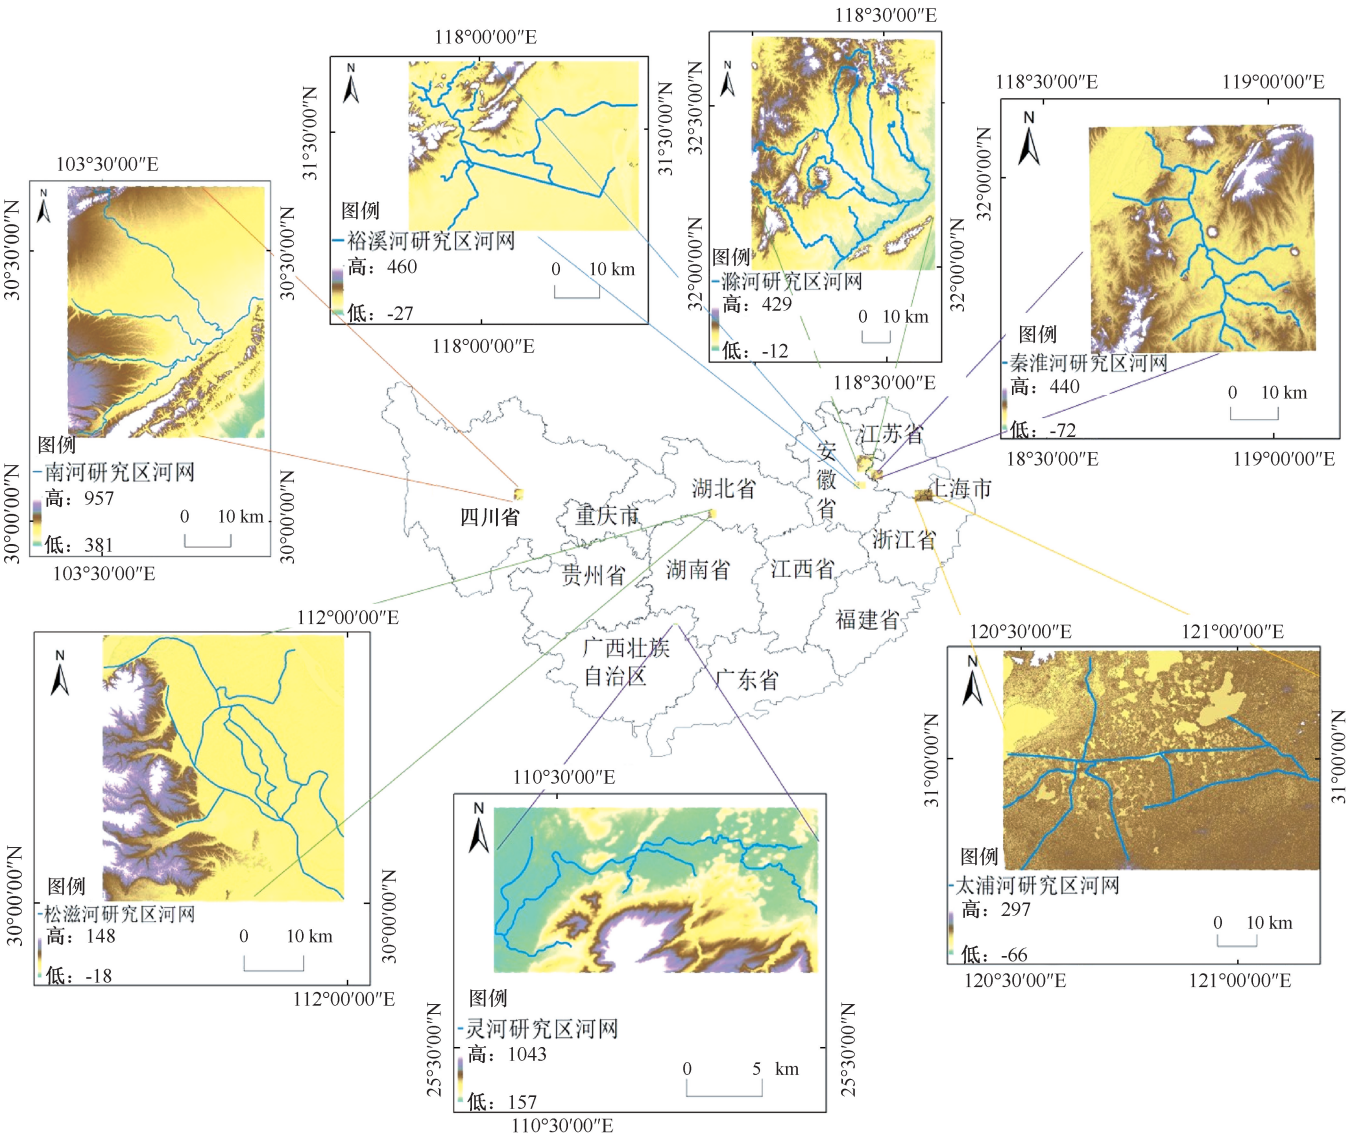 118°00′00″E
N
31°30′00″N
31°30′00″N
图例
裕溪河研究区河网
高：460
低：-27
0 10 km
118°00′00″E
118°30′00″E
N
32°30′00″N
32°00′00″N
32°00′00″N
图例
滁河研究区河网
高：429
低：-12
0 10 km
118°30′00″E
118°30′00″E
119°00′00″E
N
32°00′00″N
图例
秦淮河研究区河网
高：440
低：-72
0 10 km
18°30′00″E
119°00′00″E
103°30′00″E
N
30°30′00″N
30°30′00″N
图例
南河研究区河网
高：957
低：381
0 10 km
30°00′00″N
30°00′00″N
103°30′00″E
四川省
重庆市
湖北省
安徽省
江苏省
上海市
浙江省
贵州省
湖南省
江西省
福建省
广西壮族
自治区
广东省
112°00′00″E
N
图例
松滋河研究区河网
高：148
低：-18
0 10 km
30°00′00″N
30°00′00″N
112°00′00″E
110°30′00″E
N
图例
灵河研究区河网
高：1043
低：157
0 5 km
25°30′00″N
25°30′00″N
110°30′00″E
120°30′00″E
121°00′00″E
N
31°00′00″N
31°00′00″N
图例
太浦河研究区河网
高：297
低：-66
0 10 km
120°30′00″E
121°00′00″E